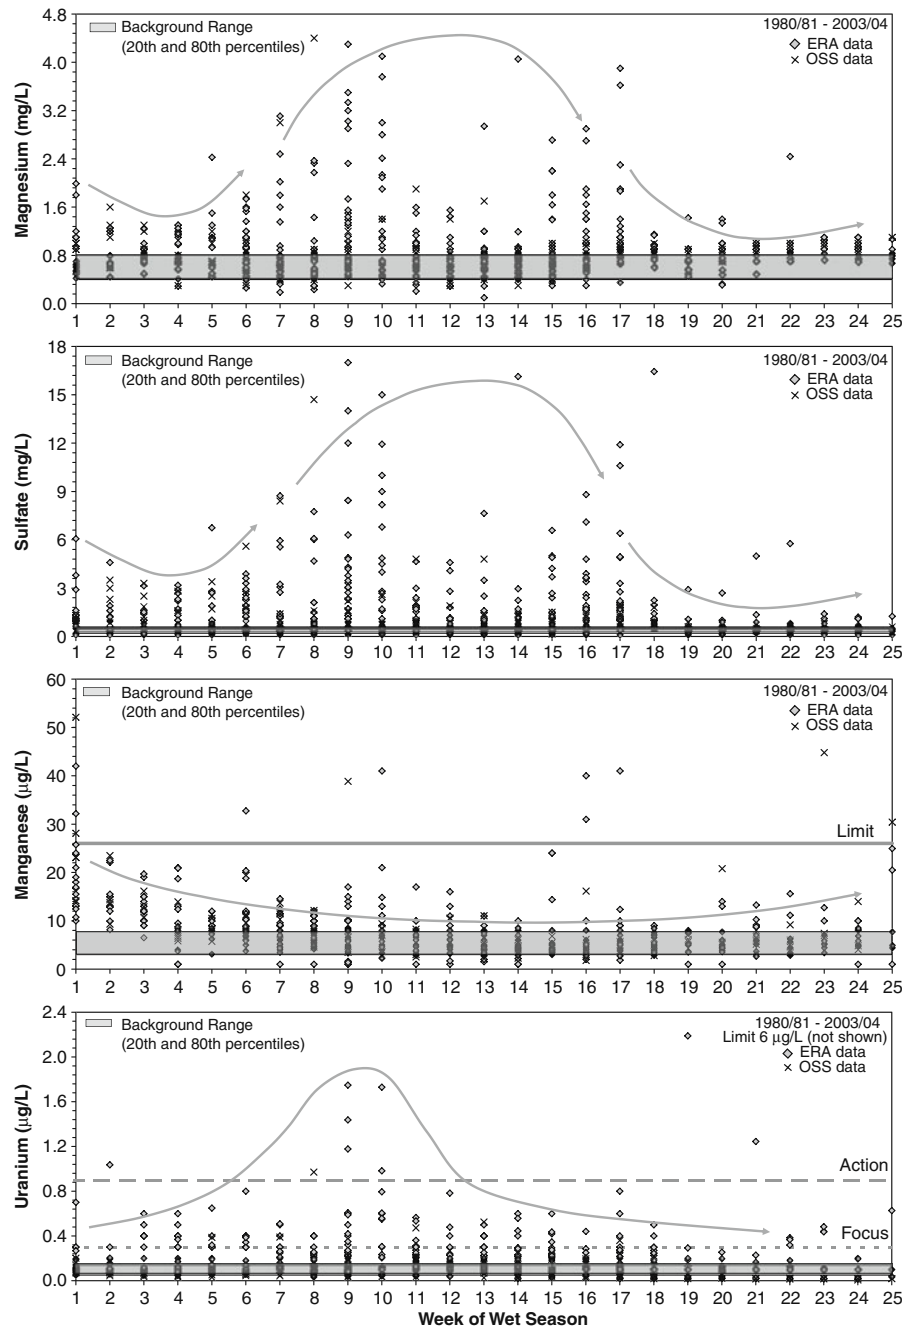 4.8
Background Range
(20th and 80th percentiles)
1980/81 - 2003/04
ERA data
OSS data
4.0
3.2
2.4
1.6
0.8
0.0
Magnesium (mg/L)
1 2 3 4 5 6 7 8 9 10 11 12 13 14 15 16 17 18 19 20 21 22 23 24 25
18
Background Range
(20th and 80th percentiles)
1980/81 - 2003/04
ERA data
OSS data
15
12
9
6
3
0
Sulfate (mg/L)
1 2 3 4 5 6 7 8 9 10 11 12 13 14 15 16 17 18 19 20 21 22 23 24 25
60
Background Range
(20th and 80th percentiles)
1980/81 - 2003/04
ERA data
OSS data
50
40
30
20
10
0
Manganese (μg/L)
Limit
1 2 3 4 5 6 7 8 9 10 11 12 13 14 15 16 17 18 19 20 21 22 23 24 25
2.4
Background Range
(20th and 80th percentiles)
1980/81 - 2003/04
Limit 6 μg/L (not shown)
ERA data
OSS data
2.0
1.6
1.2
0.8
0.4
0.0
Uranium (μg/L)
Action
Focus
1 2 3 4 5 6 7 8 9 10 11 12 13 14 15 16 17 18 19 20 21 22 23 24 25
Week of Wet Season